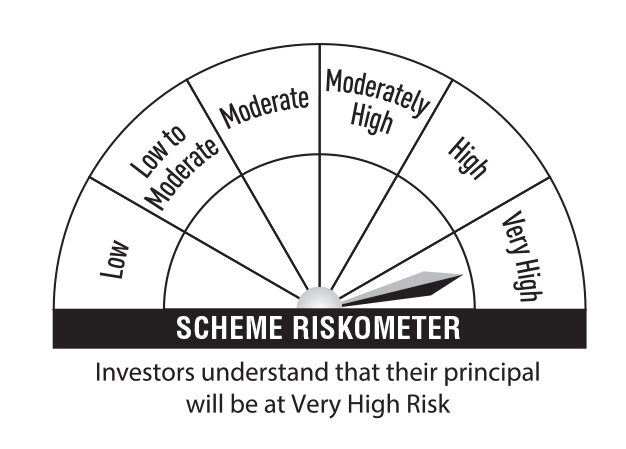 Low
Low to
Moderate
Moderate
Moderately
High
High
Very High
SCHEME RISKOMETER
Investors understand that their principal
will be at Very High Risk